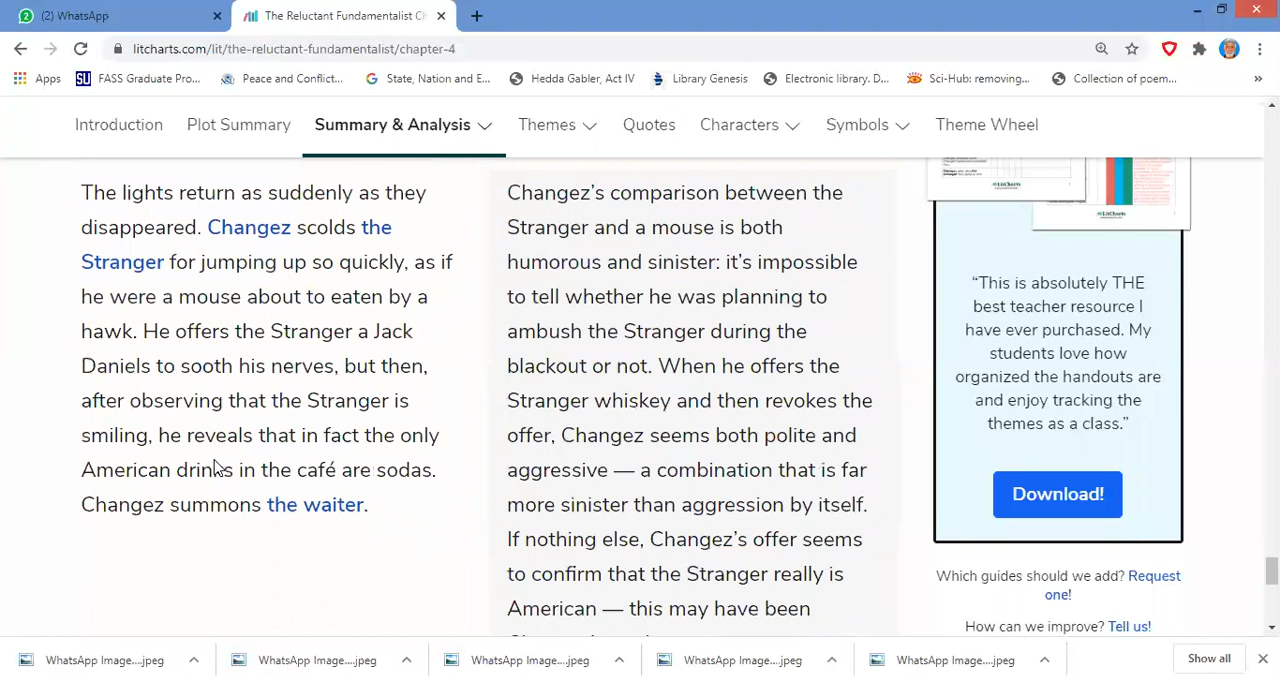 (2) WhatsApp
The Reluctant Fundamentalist Ch
litcharts.com/lit/the-reluctant-fundamentalist/chapter-4
Apps
SU FASS Graduate Pro...
Peace and Conflict...
State, Nation and E...
Hedda Gabler, Act IV
Library Genesis
Electronic library. D...
Sci-Hub: removing...
Collection of poem...
»
Introduction
Plot Summary
Summary & Analysis
Themes
Quotes
Characters
Symbols
Theme Wheel
The lights return as suddenly as they
disappeared. Changez scolds the
Stranger for jumping up so quickly, as if
he were a mouse about to eaten by a
hawk. He offers the Stranger a Jack
Daniels to sooth his nerves, but then,
after observing that the Stranger is
smiling, he reveals that in fact the only
American drinks in the café are sodas.
Changez summons the waiter.
Changez’s comparison between the
Stranger and a mouse is both
humorous and sinister: it’s impossible
to tell whether he was planning to
ambush the Stranger during the
blackout or not. When he offers the
Stranger whiskey and then revokes the
offer, Changez seems both polite and
aggressive — a combination that is far
more sinister than aggression by itself.
If nothing else, Changez’s offer seems
to confirm that the Stranger really is
American — this may have been
LitCharts
LitCharts
“This is absolutely THE
best teacher resource I
have ever purchased. My
students love how
organized the handouts are
and enjoy tracking the
themes as a class.”
Download!
Which guides should we add? Request
one!
How can we improve? Tell us!
WhatsApp Image....jpeg
WhatsApp Image....jpeg
WhatsApp Image....jpeg
WhatsApp Image....jpeg
WhatsApp Image....jpeg
Show all